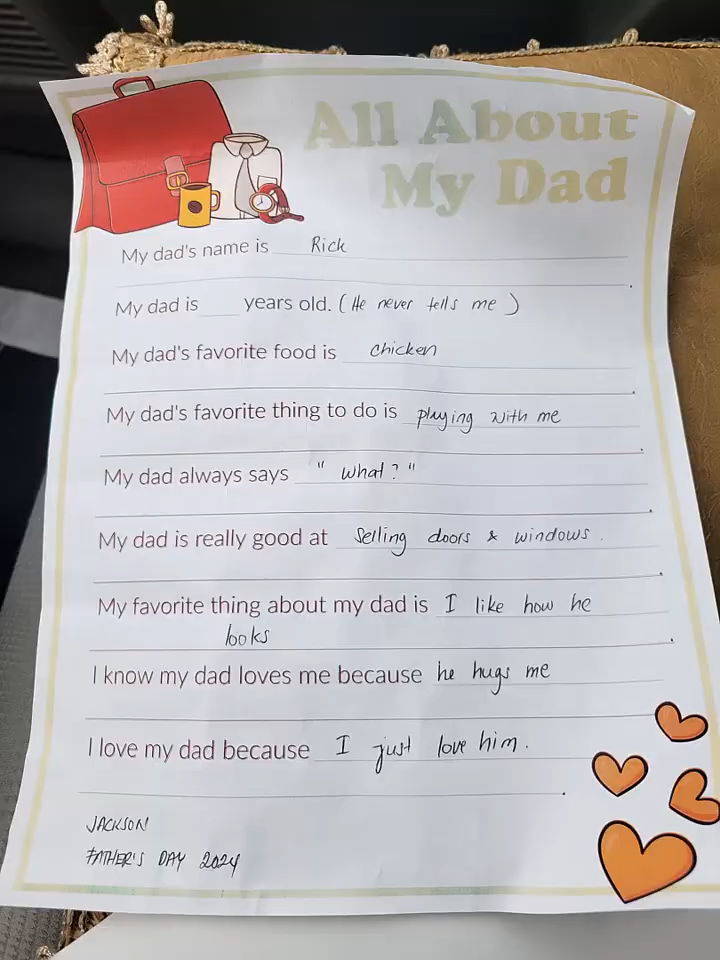 All About
My Dad
My dad's name is Rick
.
My dad is ___ years old. (He never tells me)
My dad's favorite food is chicken
.
My dad's favorite thing to do is playing with me
.
My dad always says "what?"
.
My dad is really good at selling doors & windows.
.
My favorite thing about my dad is I like how he
looks .
I know my dad loves me because he hugs me
I love my dad because I just love him.
.
JACKSON
FATHER'S DAY 2024